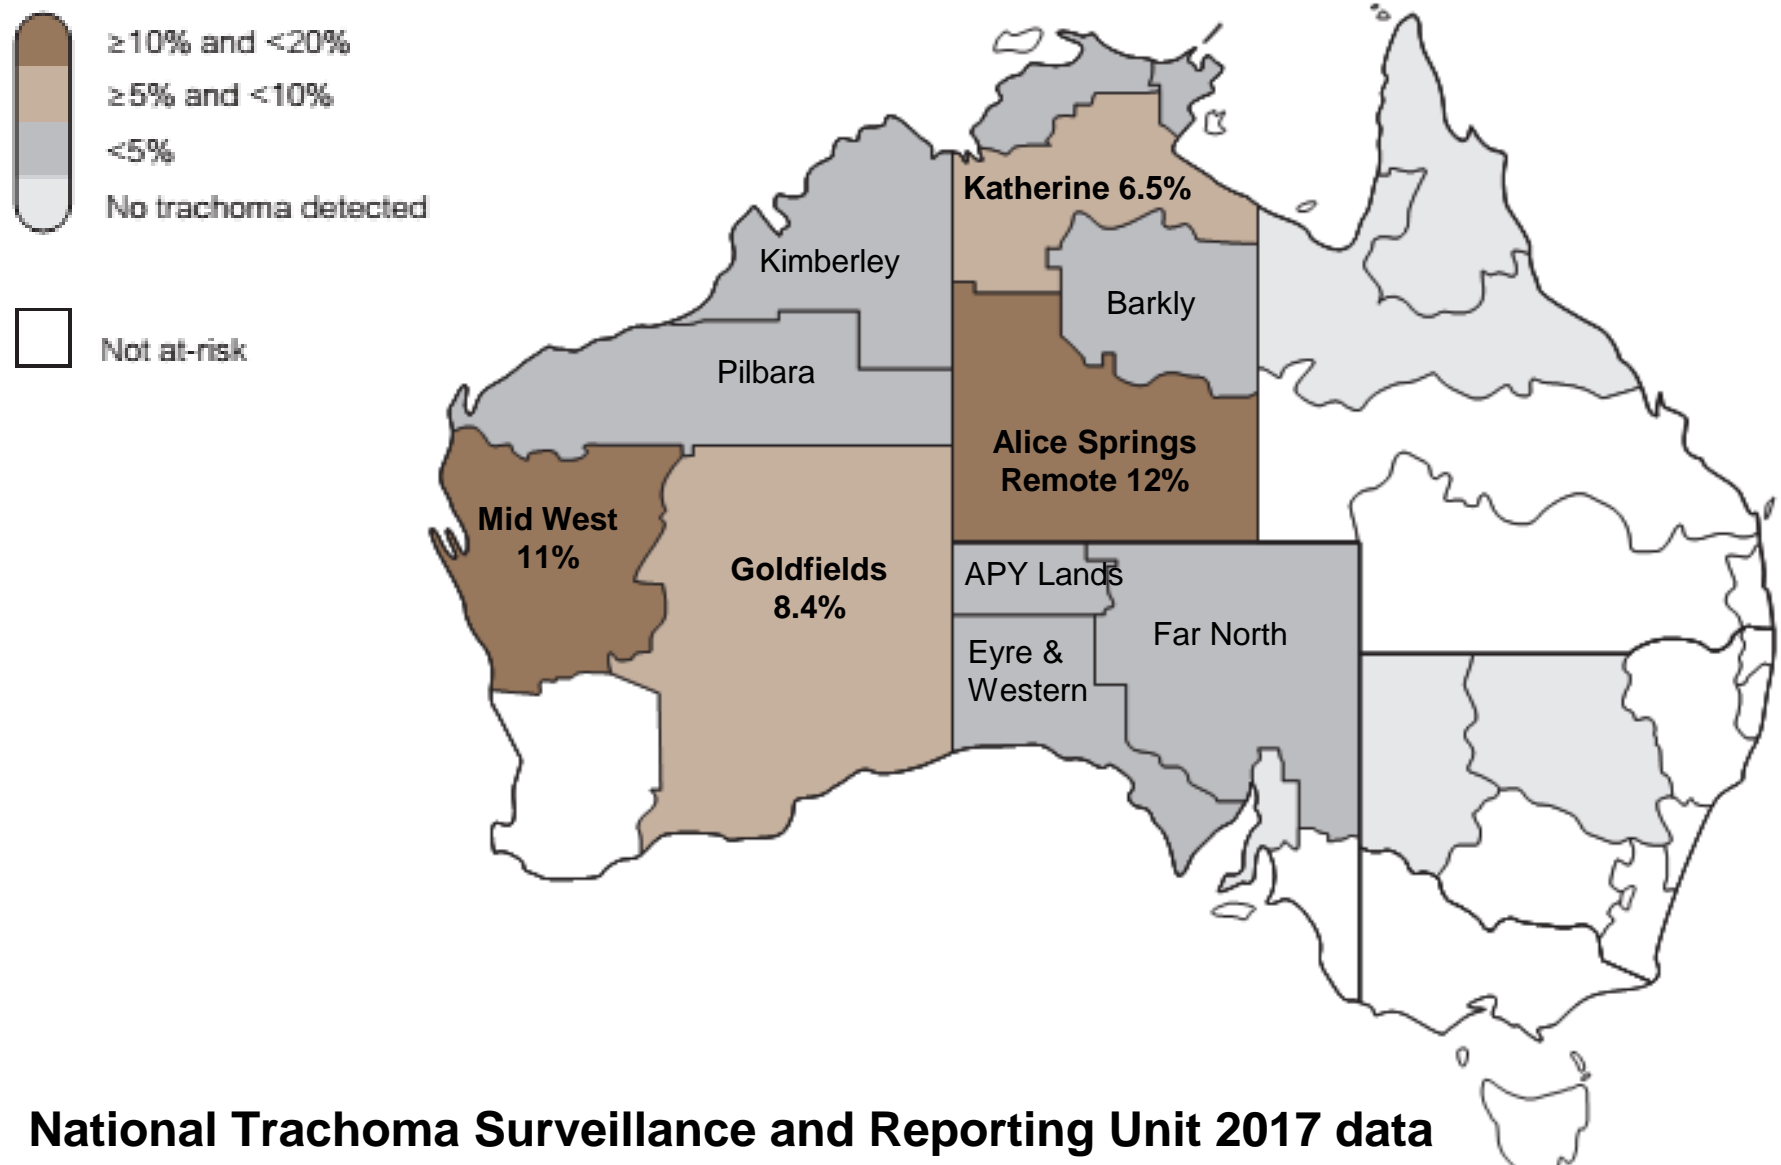 ≥10% and <20%
≥5% and <10%
<5%
No trachoma detected
Not at-risk
Katherine 6.5%
Kimberley
Barkly
Pilbara
Alice Springs
Remote 12%
Mid West
11%
Goldfields
8.4%
APY Lands
Far North
Eyre &
Western
National Trachoma Surveillance and Reporting Unit 2017 data